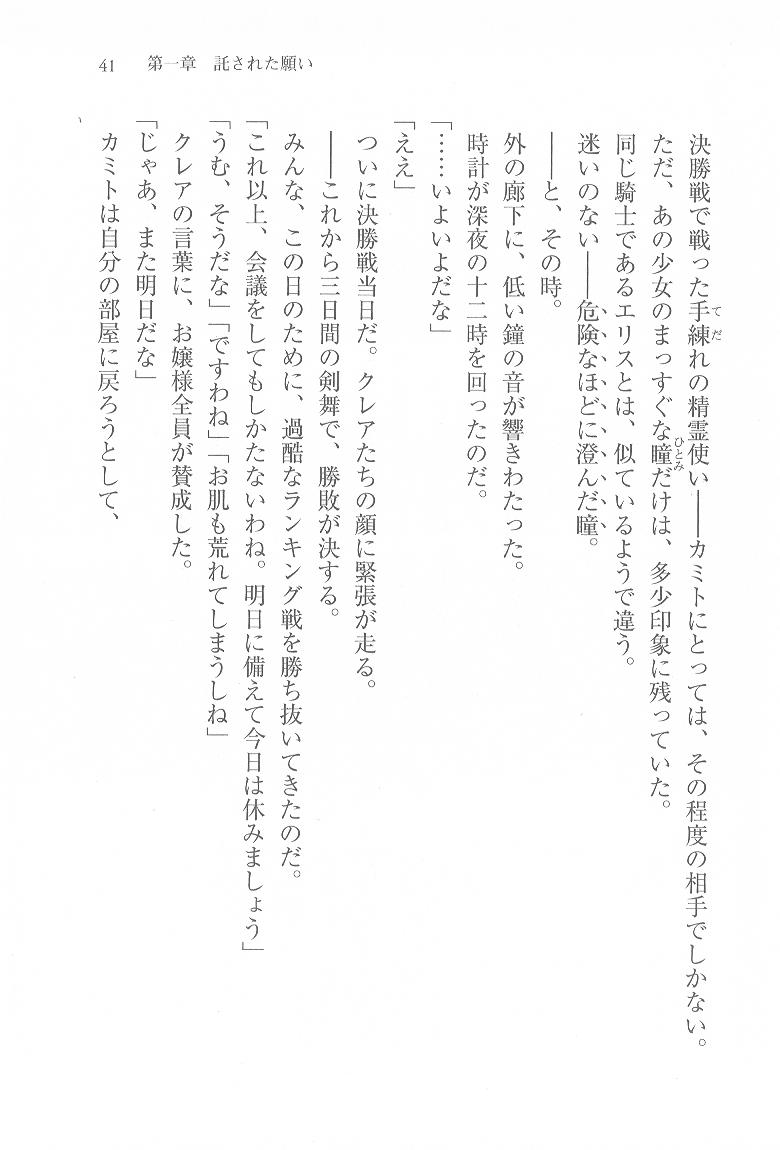 41　第一章　託された願い
決勝戦で戦った手練れの精霊使い――カミトにとっては、その程度の相手でしかない。
ただ、あの少女のまっすぐな瞳だけは、多少印象に残っていた。
同じ騎士であるエリスとは、似ているようで違う。
迷いのない――危険なほどに澄んだ瞳。
――と、その時。
外の廊下に、低い鐘の音が響きわたった。
時計が深夜の十二時を回ったのだ。
「……いよいよだな」
「ええ」
ついに決勝戦当日だ。クレアたちの顔に緊張が走る。
――これから三日間の剣舞で、勝敗が決する。
みんな、この日のために、過酷なランキング戦を勝ち抜いてきたのだ。
「これ以上、会議をしてもしかたないわね。明日に備えて今日は休みましょう」
「うむ、そうだな」「ですわね」「お肌も荒れてしまうしね」
クレアの言葉に、お嬢様全員が賛成した。
「じゃあ、また明日だな」
カミトは自分の部屋に戻ろうとして、